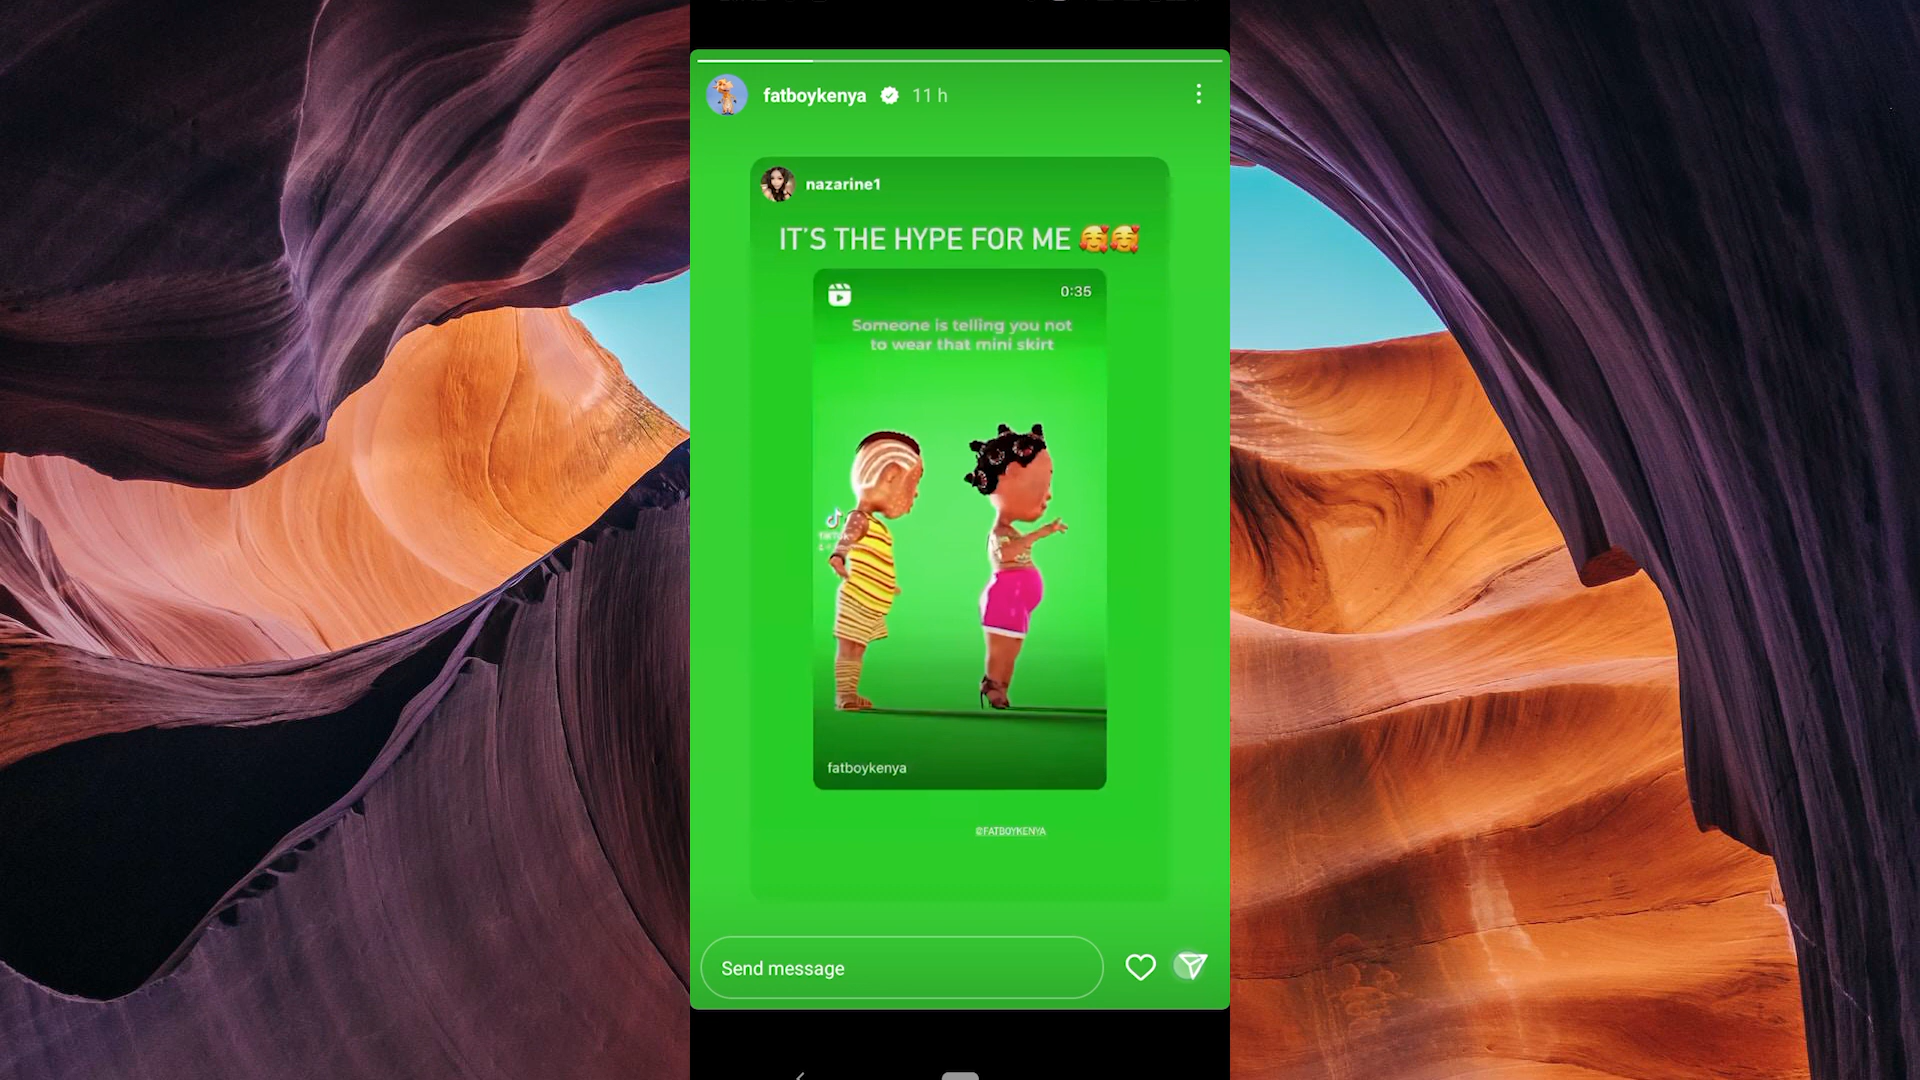 fatboykenya 11 h
nazarine1
IT'S THE HYPE FOR ME 🥰🥰
0:35
Someone is telling you not
to wear that mini skirt
TikTok
fatboykenya
@FATBOYKENYA
Send message